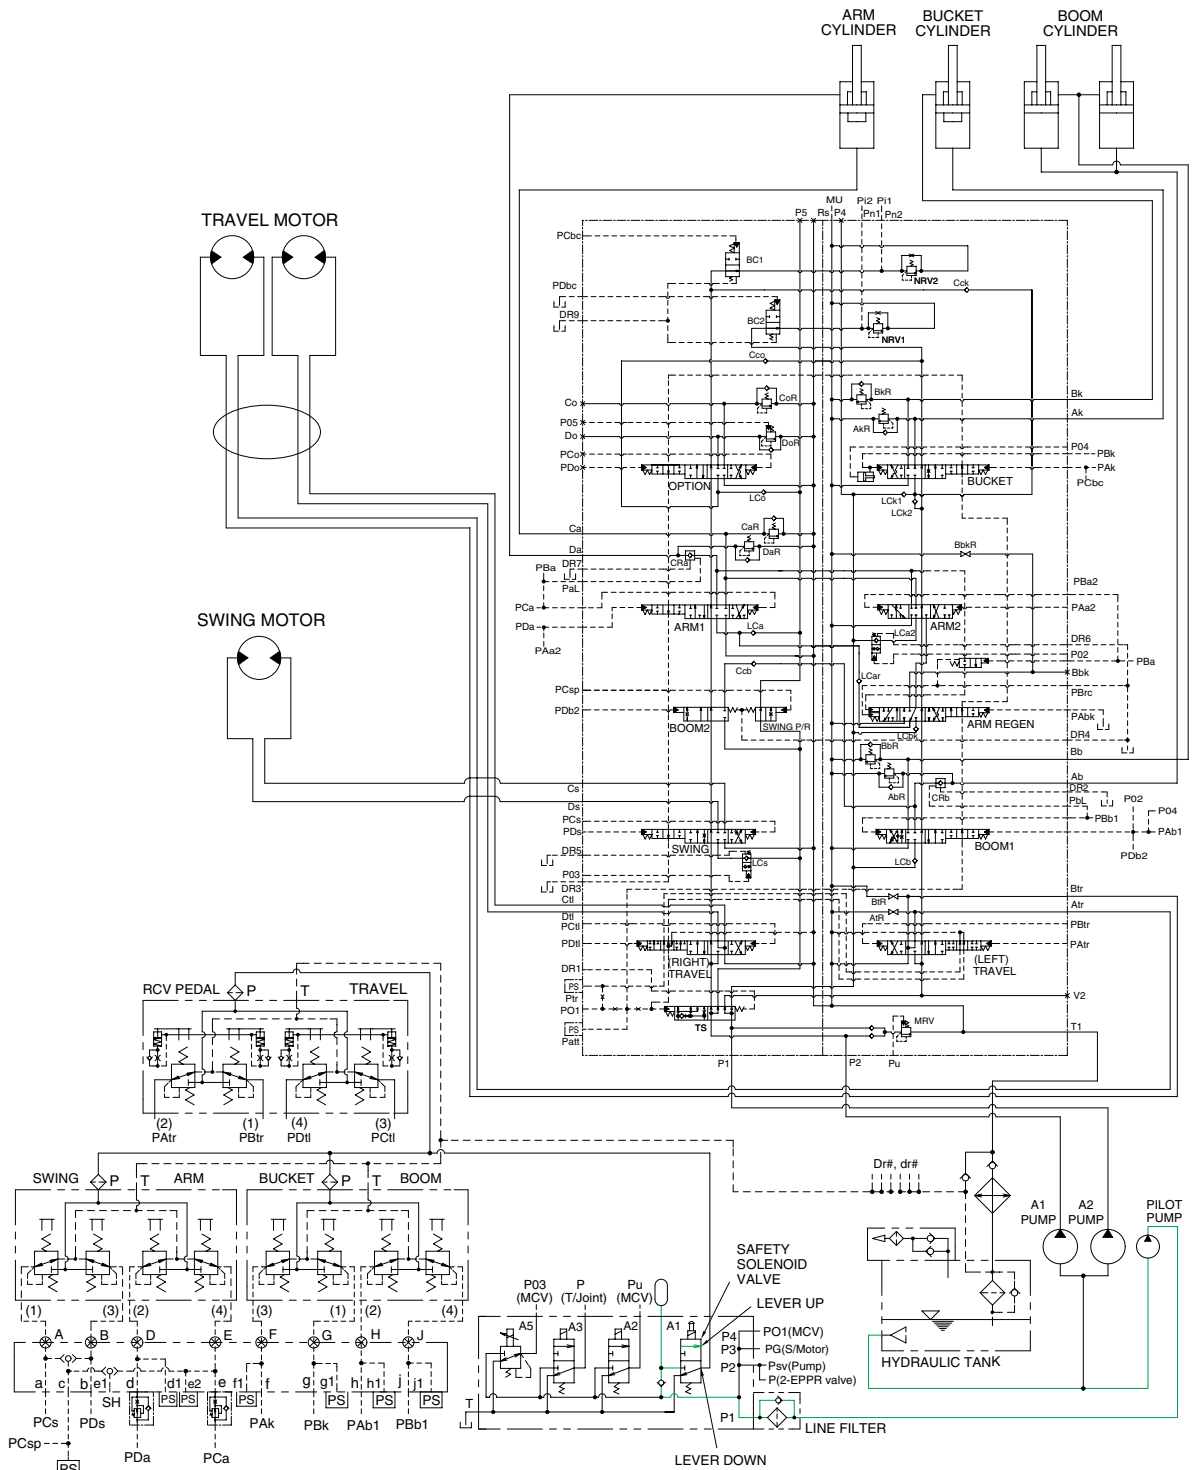 ARM
CYLINDER
BUCKET
CYLINDER
BOOM
CYLINDER
TRAVEL MOTOR
SWING MOTOR
P5
Rs
MU
P4
Pi2
Pi1
Pn1
Pn2
PCbc
BC1
NRV2
Cck
PDbc
DR9
BC2
NRV1
Cco
Co
CoR
BkR
Bk
P05
AkR
Ak
Do
DoR
PCo
P04
PBk
PDo
PAk
OPTION
BUCKET
PCbc
LCo
LCk1
LCk2
Ca
CaR
Da
DaR
BbkR
CRa
DR7
PBa
PaL
PBa2
PCa
PAa2
ARM1
ARM2
PDa
LCa
LCa2
PAa2
DR6
P02
Ccb
PBa
LCar
Bbk
PCsp
PBrc
PDb2
PAbk
BOOM2
SWING P/R
ARM REGEN
LCbk
DR4
BbR
Bb
AbR
CRb
Ab
Cs
DR2
Ds
PbL
P02
P04
PCs
PBb1
PDs
PAb1
SWING
BOOM1
DR5
LCs
LCb
PDb2
P03
DR3
Ctl
BtR
Btr
AtR
Atr
Dtl
PCtl
PBtr
PDtl
PAtr
(RIGHT)
TRAVEL
(LEFT)
TRAVEL
DR1
PS
Ptr
V2
PO1
TS
MRV
PS
T1
Patt
P1
P2
Pu
RCV PEDAL
P
T
TRAVEL
(2)
(1)
(4)
(3)
PAtr
PBtr
PDtl
PCtl
SWING
P
T
ARM
BUCKET
P
T
BOOM
Dr#, dr#
A1
PUMP
A2
PUMP
PILOT
PUMP
HYDRAULIC TANK
(1)
(3)
(2)
(4)
(3)
(1)
(2)
(4)
A
B
D
E
F
G
H
J
a
c
b
e1
d
d1
e2
e
f1
f
g
g1
h
h1
j
j1
SH
PS
PS
PS
PS
PS
PS
PCs
PDs
PAk
PBk
PAb1
PBb1
PCsp
PDa
PCa
PS
SAFETY
SOLENOID
VALVE
LEVER UP
P03
(MCV)
P
(T/Joint)
Pu
(MCV)
A5
A3
A2
A1
P4
PO1(MCV)
P3
PG(S/Motor)
P2
Psv(Pump)
P(2-EPPR valve)
T
P1
LINE FILTER
LEVER DOWN